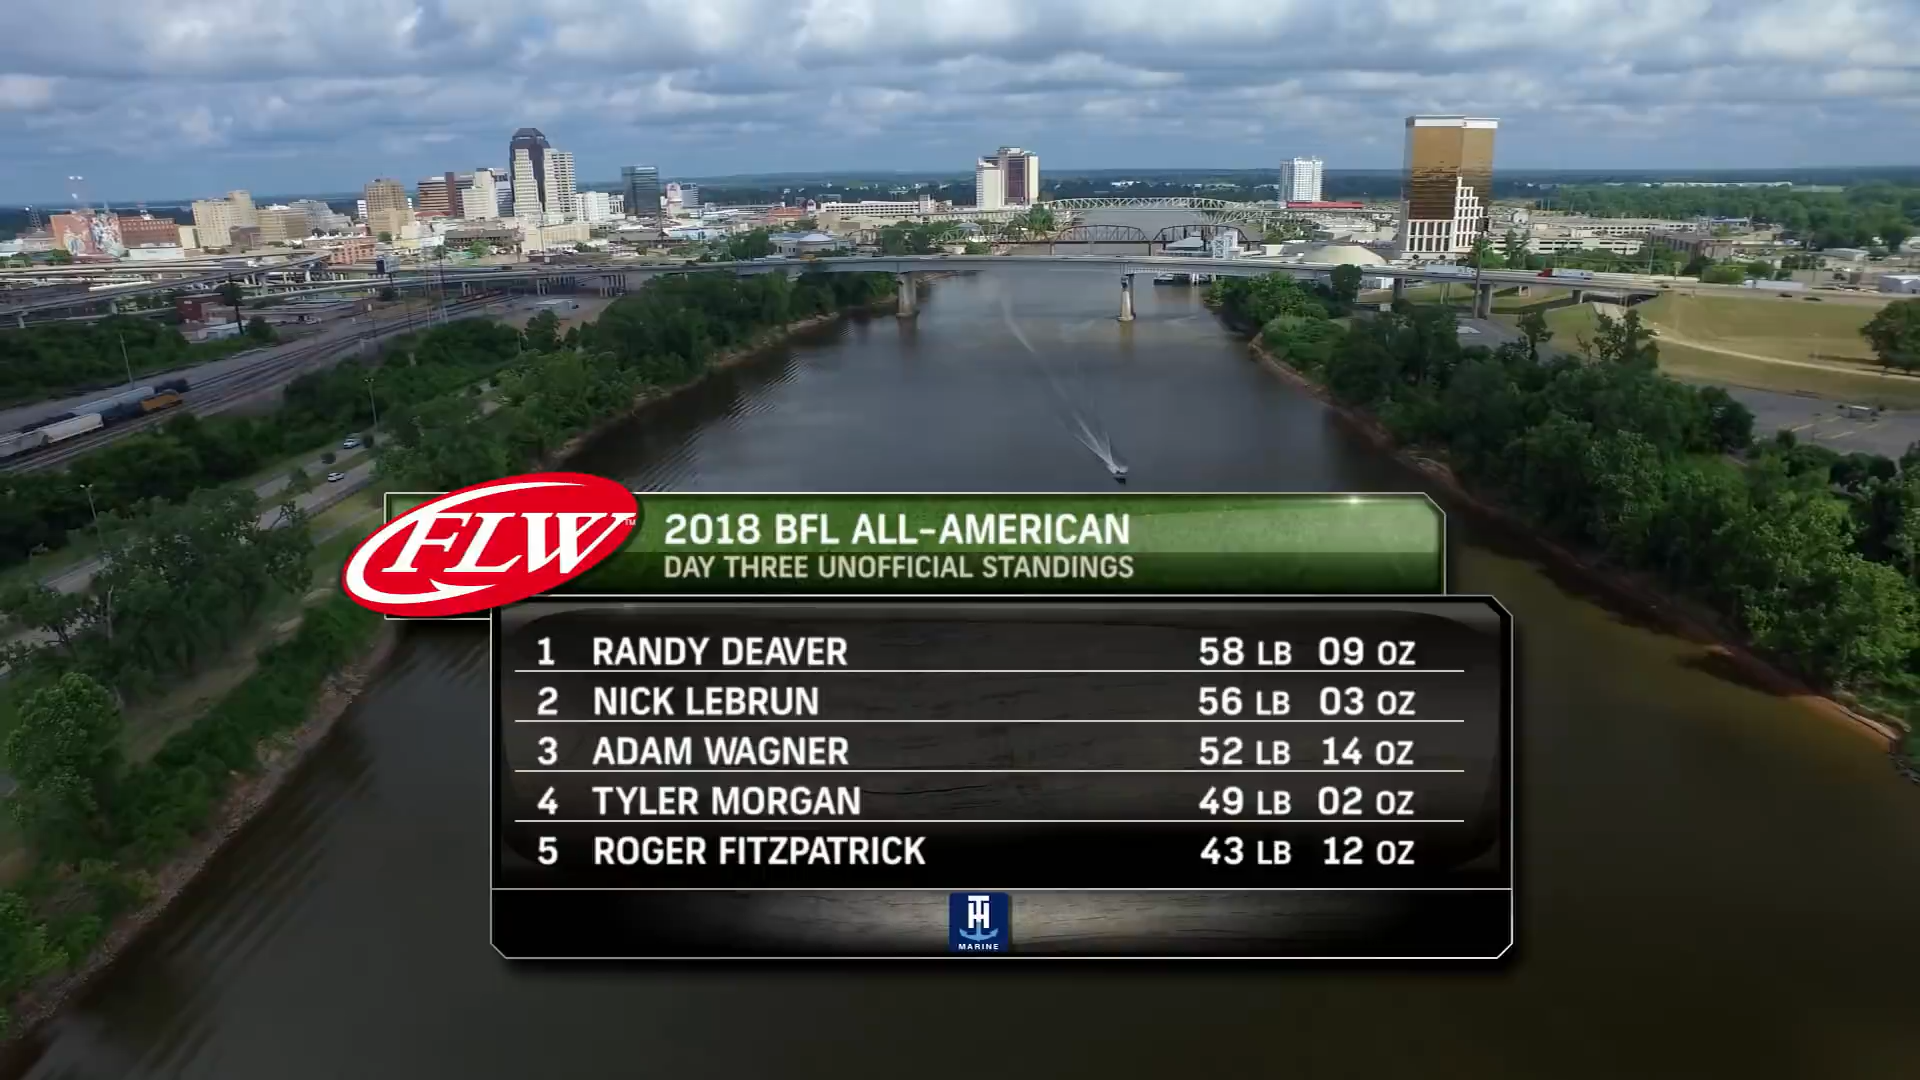 FLW™
2018 BFL ALL-AMERICAN
DAY THREE UNOFFICIAL STANDINGS
1 RANDY DEAVER 58 LB 09 OZ
2 NICK LEBRUN 56 LB 03 OZ
3 ADAM WAGNER 52 LB 14 OZ
4 TYLER MORGAN 49 LB 02 OZ
5 ROGER FITZPATRICK 43 LB 12 OZ
TH
MARINE